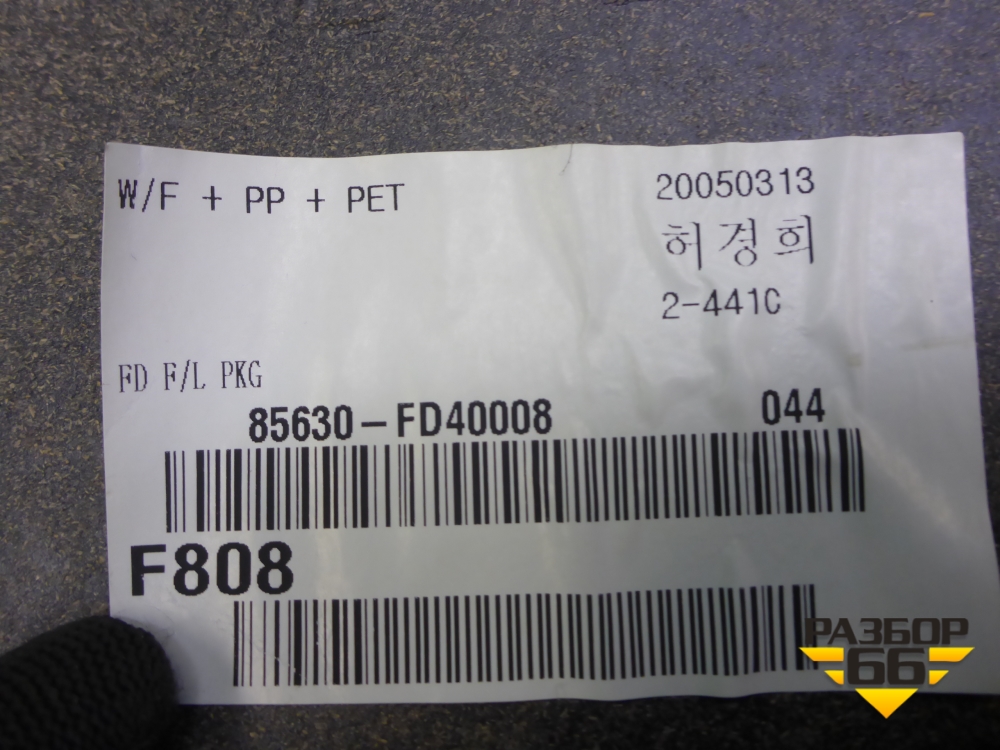 W/F + PP + PET
20050313
허경희
2-441C
FD F/L PKG
85630-FD40008 044
F808
РАЗБОР
66